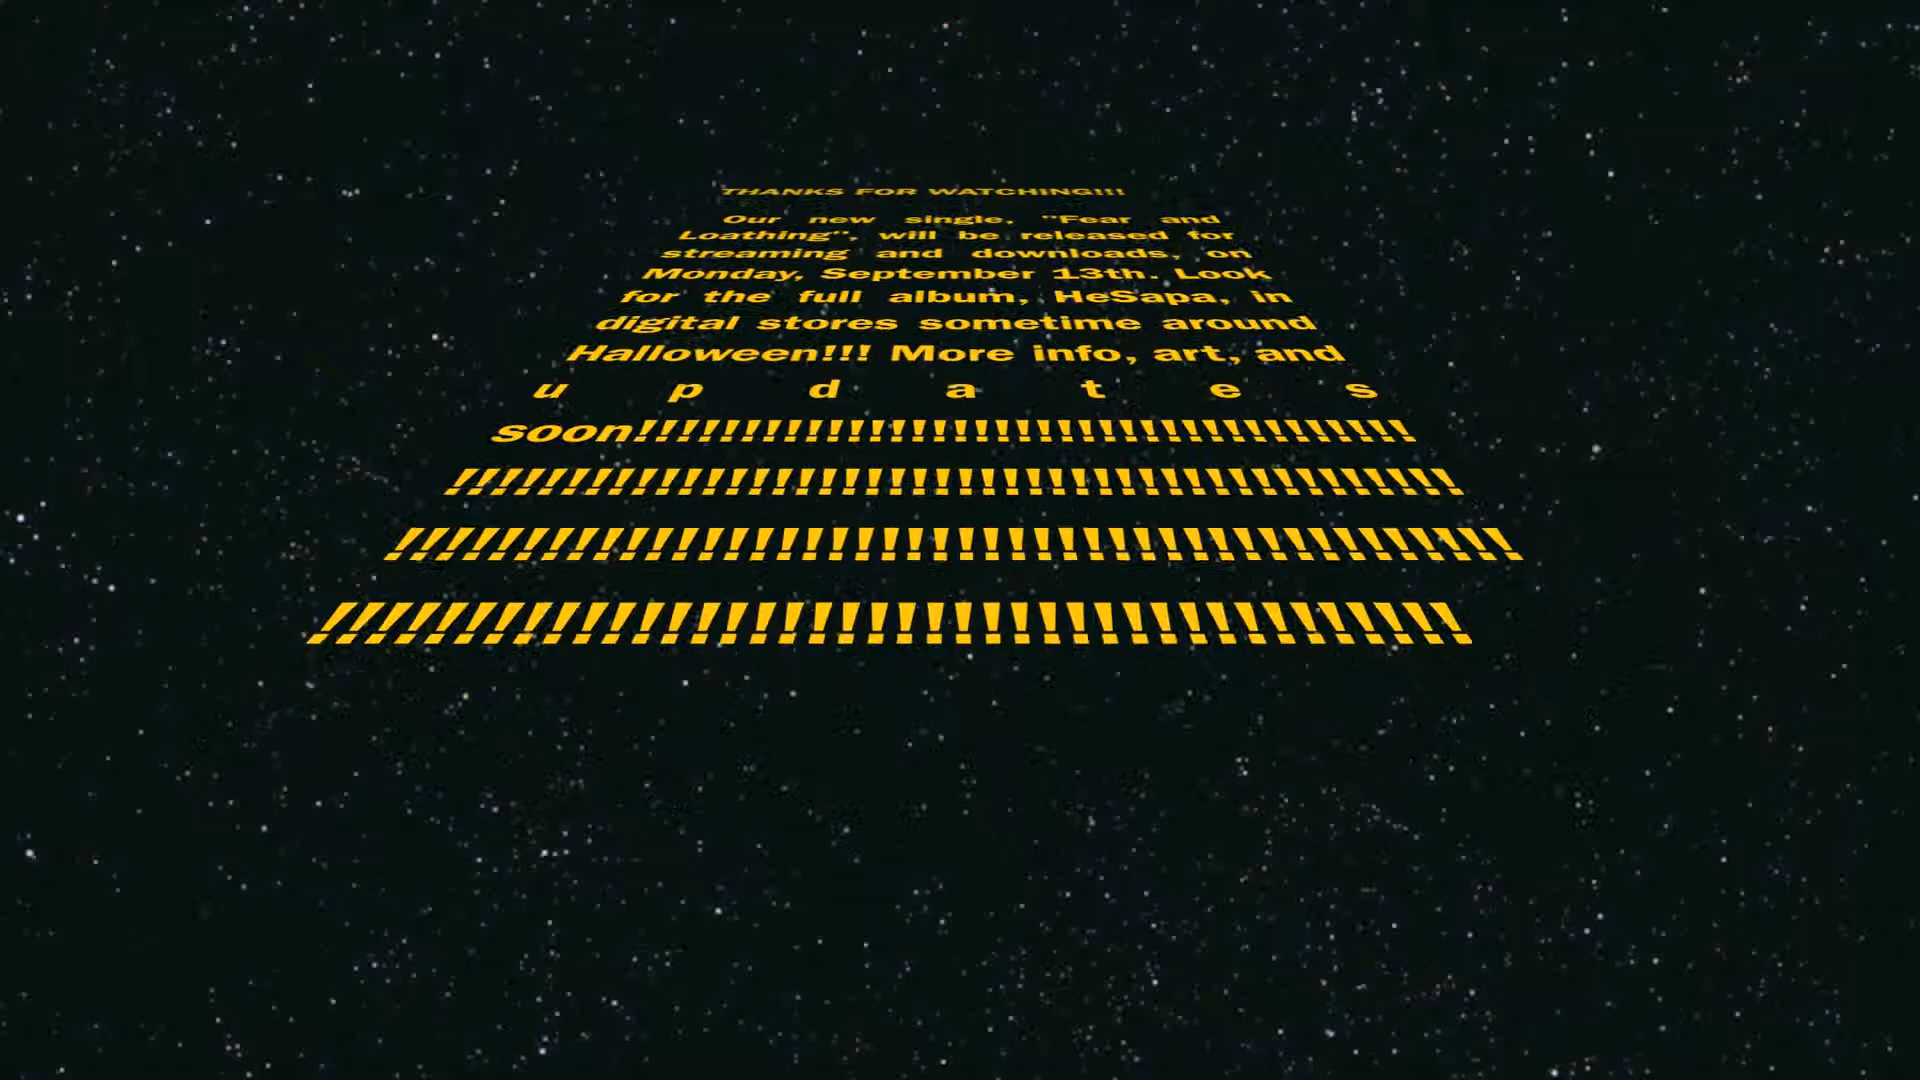 THANKS FOR WATCHING!!!
Our new single, "Fear and
Loathing", will be released for
streaming and downloads, on
Monday, September 13th. Look
for the full album, HeSapa, in
digital stores sometime around
Halloween!!! More info, art, and
u p d a t e s
soon!!!!!!!!!!!!!!!!!!!!!!!!!!!!!!!!!!!
!!!!!!!!!!!!!!!!!!!!!!!!!!!!!!!!!!!!!!!!!!!
!!!!!!!!!!!!!!!!!!!!!!!!!!!!!!!!!!!!!!!!!!!
!!!!!!!!!!!!!!!!!!!!!!!!!!!!!!!!!!!!!!!